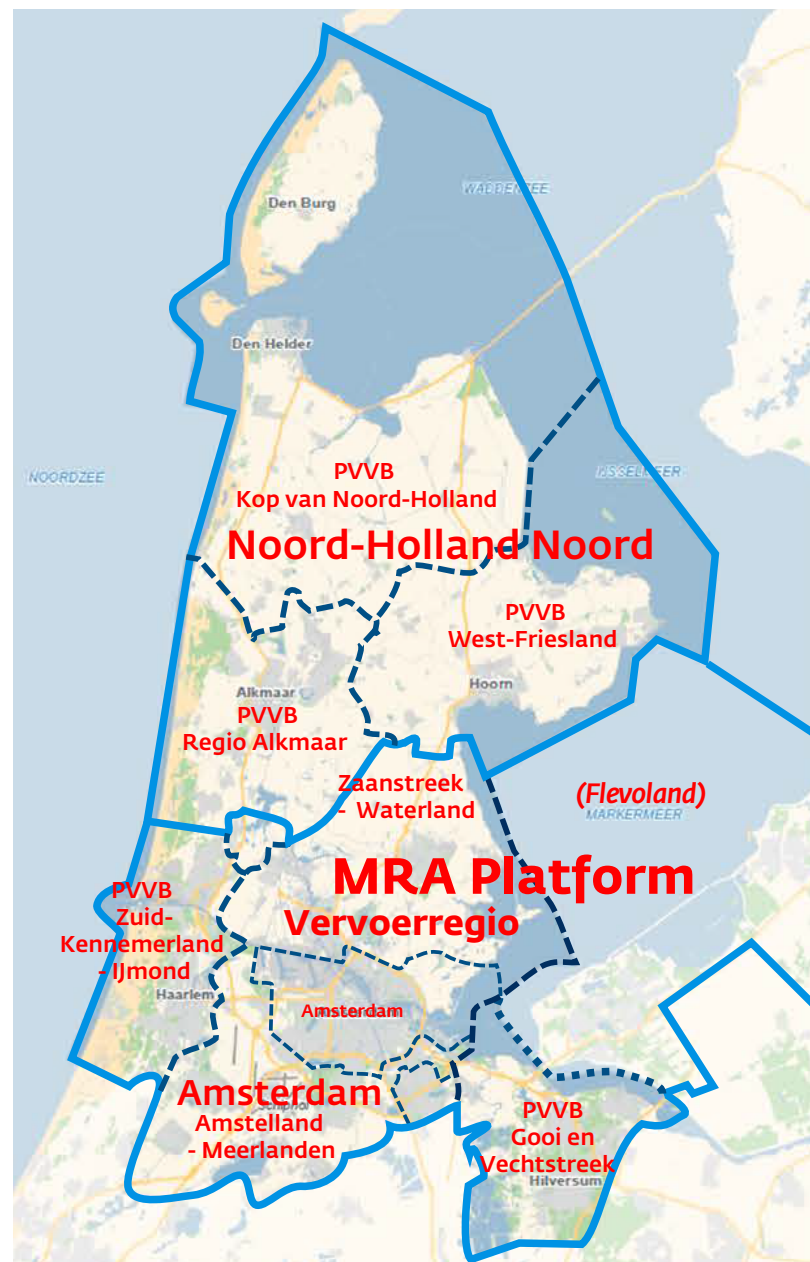 WADDENZEE
Den Burg
Den Helder
NOORDZEE
IJSSELMEER
PVVB
Kop van Noord-Holland
Noord-Holland Noord
PVVB
West-Friesland
Hoorn
Alkmaar
PVVB
Regio Alkmaar
Zaanstreek
- Waterland
(Flevoland)
MARKERMEER
MRA Platform
Vervoerregio
PVVB
Zuid-
Kennemerland
- IJmond
Haarlem
Amsterdam
Amsterdam
Schiphol
Amstelland
- Meerlanden
PVVB
Gooi en
Vechtstreek
Hilversum